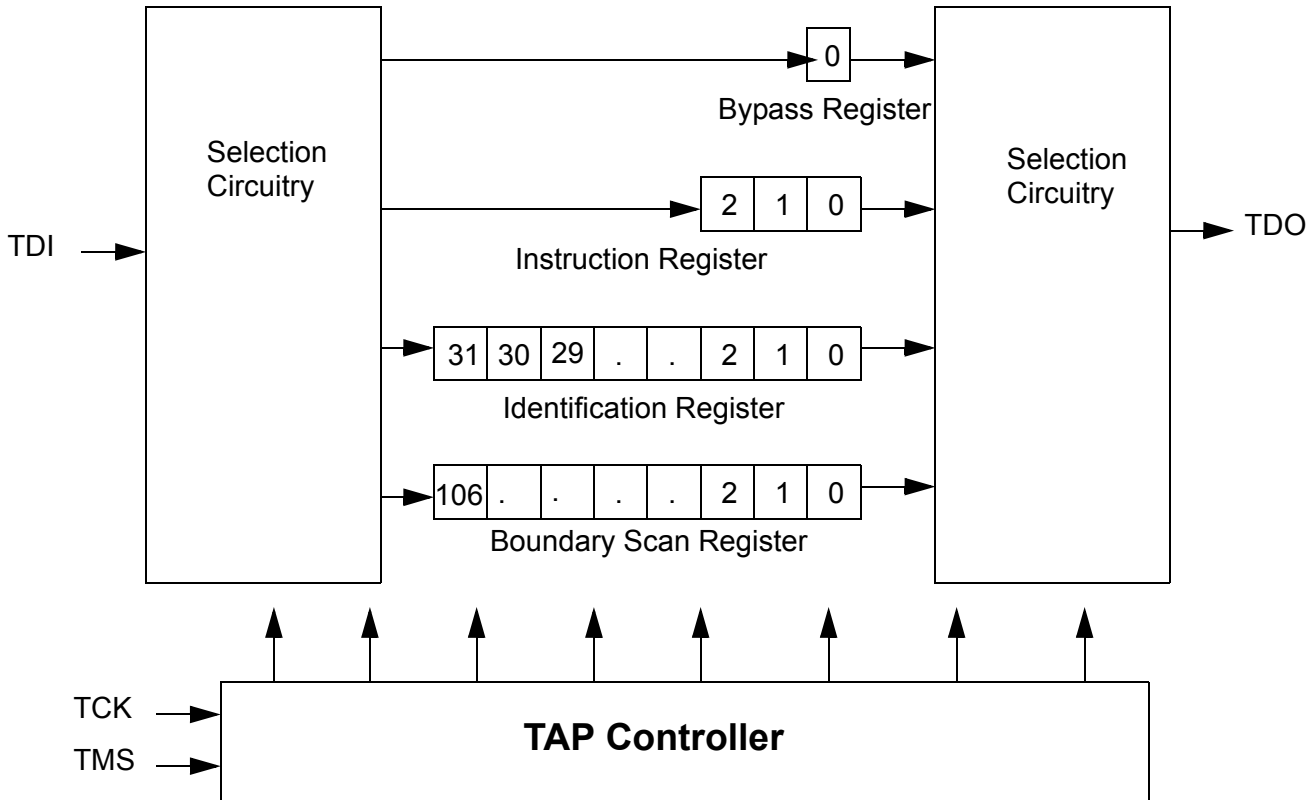 0
Bypass Register
Selection
Circuitry
Selection
Circuitry
2 1 0
TDI
TDO
Instruction Register
31 30 29 . . 2 1 0
Identification Register
106 . . . . 2 1 0
Boundary Scan Register
TCK
TMS
TAP Controller